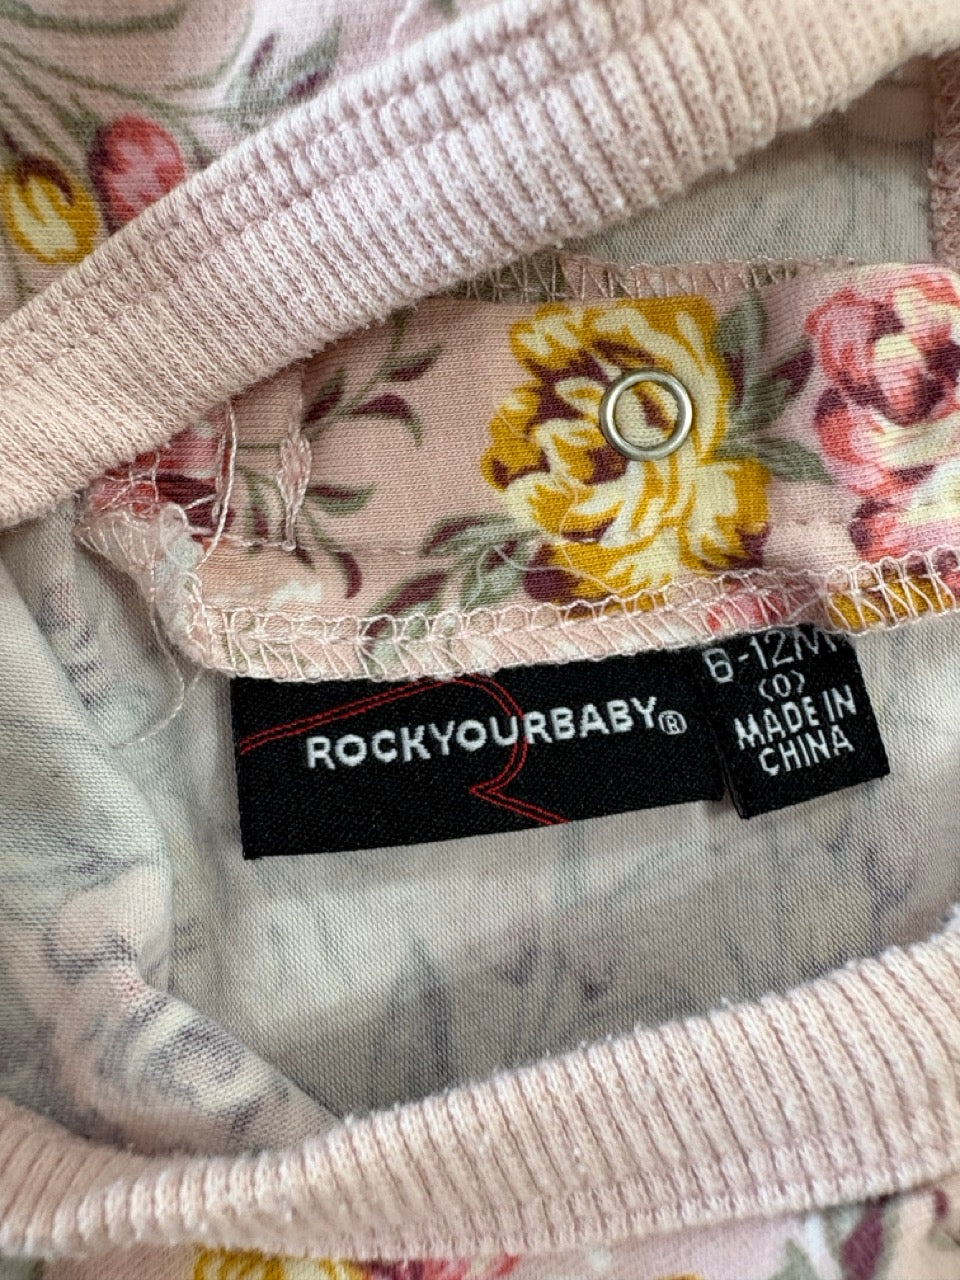 ROCKYOURBABY®
6-12M
(0)
MADE IN
CHINA